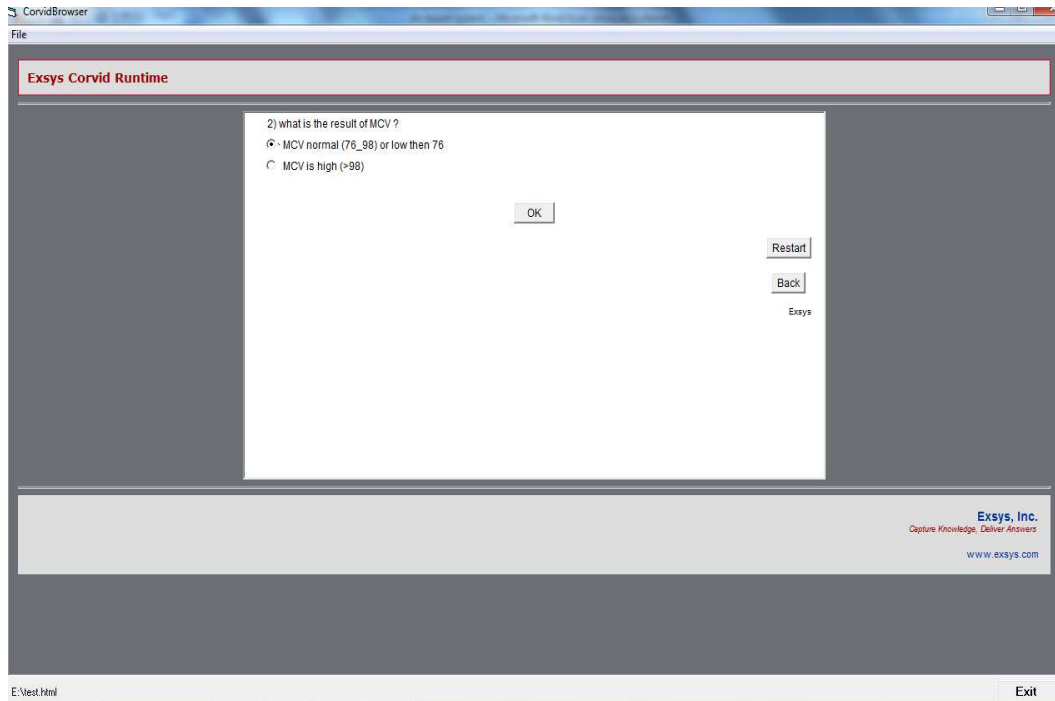 CorvidBrowser
File
Exsys Corvid Runtime
2) what is the result of MCV ?
MCV normal (76_98) or low then 76
MCV is high (>98)
OK
Restart
Back
Exsys
Exsys, Inc.
Capture Knowledge, Deliver Answers
www.exsys.com
E:\test.html
Exit